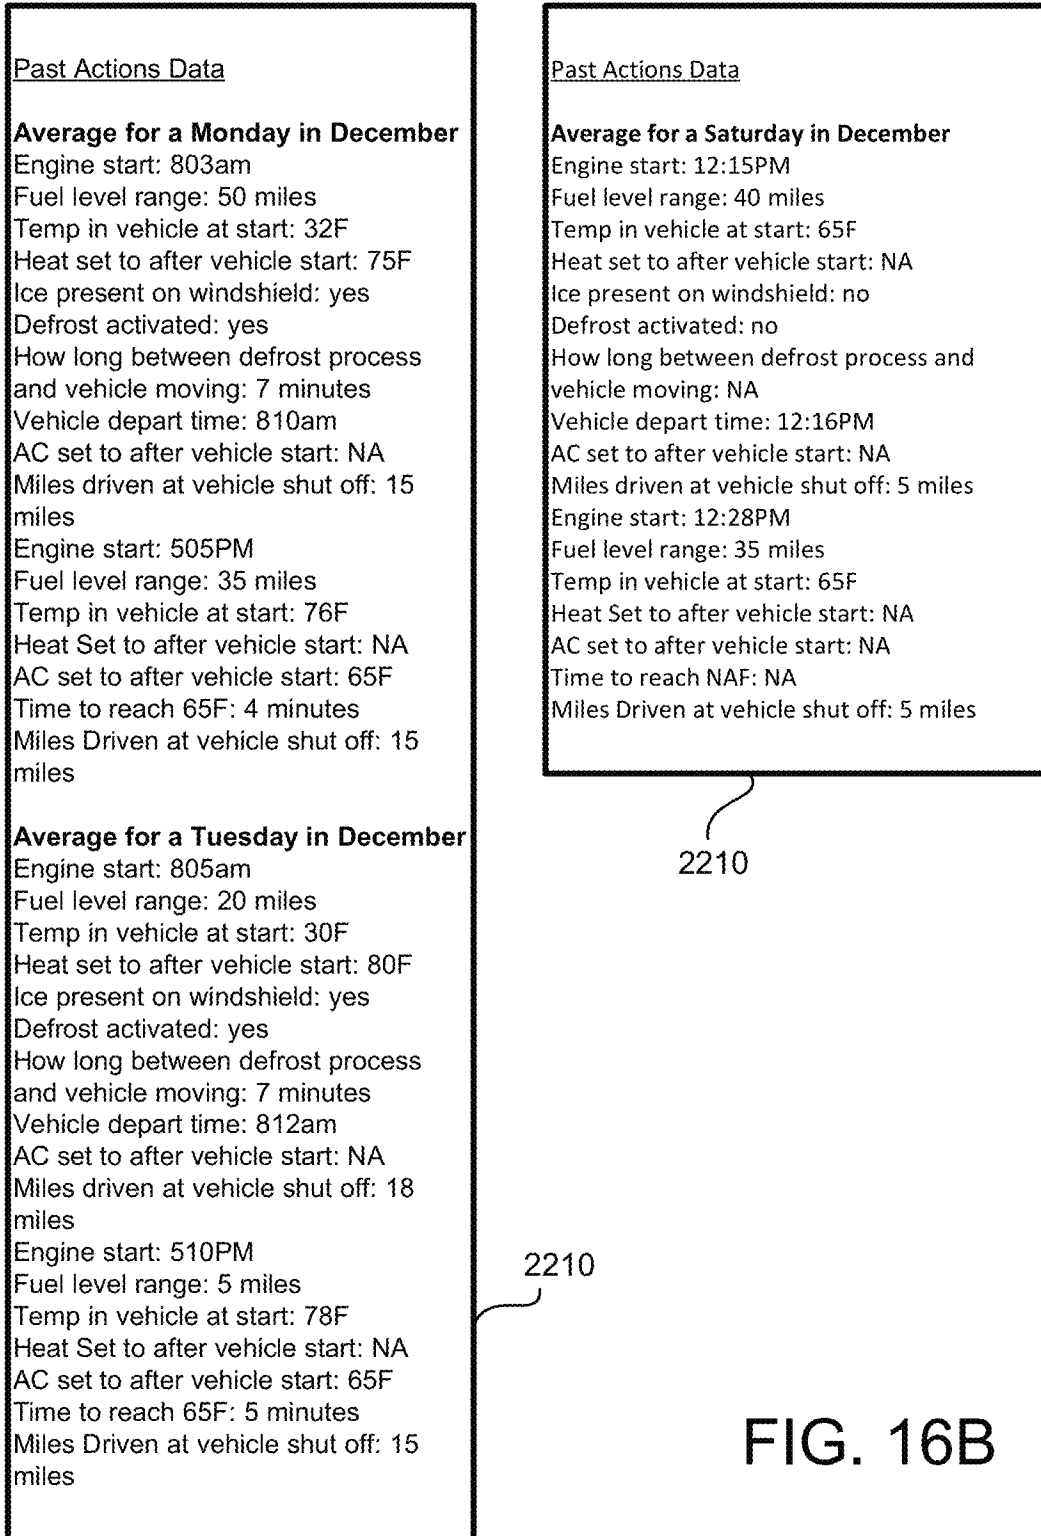 Past Actions Data
Average for a Monday in December
Engine start: 803am
Fuel level range: 50 miles
Temp in vehicle at start: 32F
Heat set to after vehicle start: 75F
Ice present on windshield: yes
Defrost activated: yes
How long between defrost process
and vehicle moving: 7 minutes
Vehicle depart time: 810am
AC set to after vehicle start: NA
Miles driven at vehicle shut off: 15
miles
Engine start: 505PM
Fuel level range: 35 miles
Temp in vehicle at start: 76F
Heat Set to after vehicle start: NA
AC set to after vehicle start: 65F
Time to reach 65F: 4 minutes
Miles Driven at vehicle shut off: 15
miles
Average for a Tuesday in December
Engine start: 805am
Fuel level range: 20 miles
Temp in vehicle at start: 30F
Heat set to after vehicle start: 80F
Ice present on windshield: yes
Defrost activated: yes
How long between defrost process
and vehicle moving: 7 minutes
Vehicle depart time: 812am
AC set to after vehicle start: NA
Miles driven at vehicle shut off: 18
miles
Engine start: 510PM
Fuel level range: 5 miles
Temp in vehicle at start: 78F
Heat Set to after vehicle start: NA
AC set to after vehicle start: 65F
Time to reach 65F: 5 minutes
Miles Driven at vehicle shut off: 15
miles
2210
Past Actions Data
Average for a Saturday in December
Engine start: 12:15PM
Fuel level range: 40 miles
Temp in vehicle at start: 65F
Heat set to after vehicle start: NA
Ice present on windshield: no
Defrost activated: no
How long between defrost process and
vehicle moving: NA
Vehicle depart time: 12:16PM
AC set to after vehicle start: NA
Miles driven at vehicle shut off: 5 miles
Engine start: 12:28PM
Fuel level range: 35 miles
Temp in vehicle at start: 65F
Heat Set to after vehicle start: NA
AC set to after vehicle start: NA
Time to reach NAF: NA
Miles Driven at vehicle shut off: 5 miles
2210
FIG. 16B